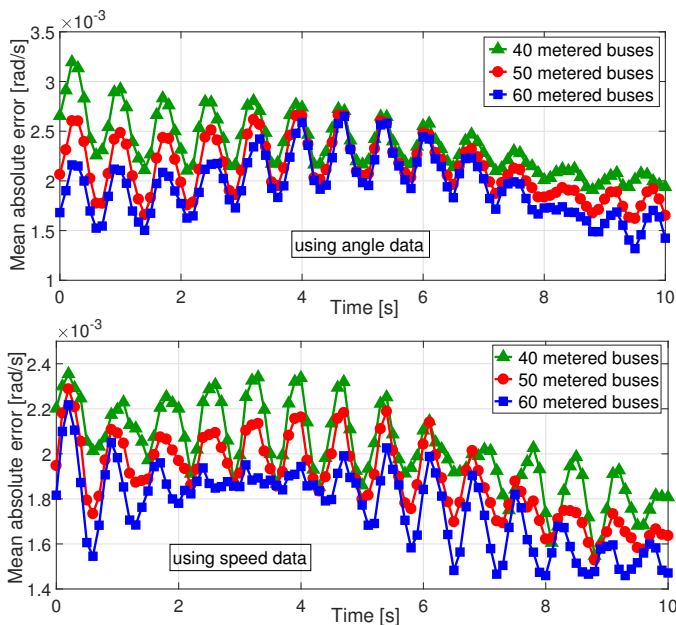 ×10⁻³
3.5
3
2.5
2
1.5
1
Mean absolute error [rad/s]
40 metered buses
50 metered buses
60 metered buses
using angle data
0 2 4 6 8 10
Time [s]
×10⁻³
2.4
2.2
2
1.8
1.6
1.4
Mean absolute error [rad/s]
40 metered buses
50 metered buses
60 metered buses
using speed data
0 2 4 6 8 10
Time [s]